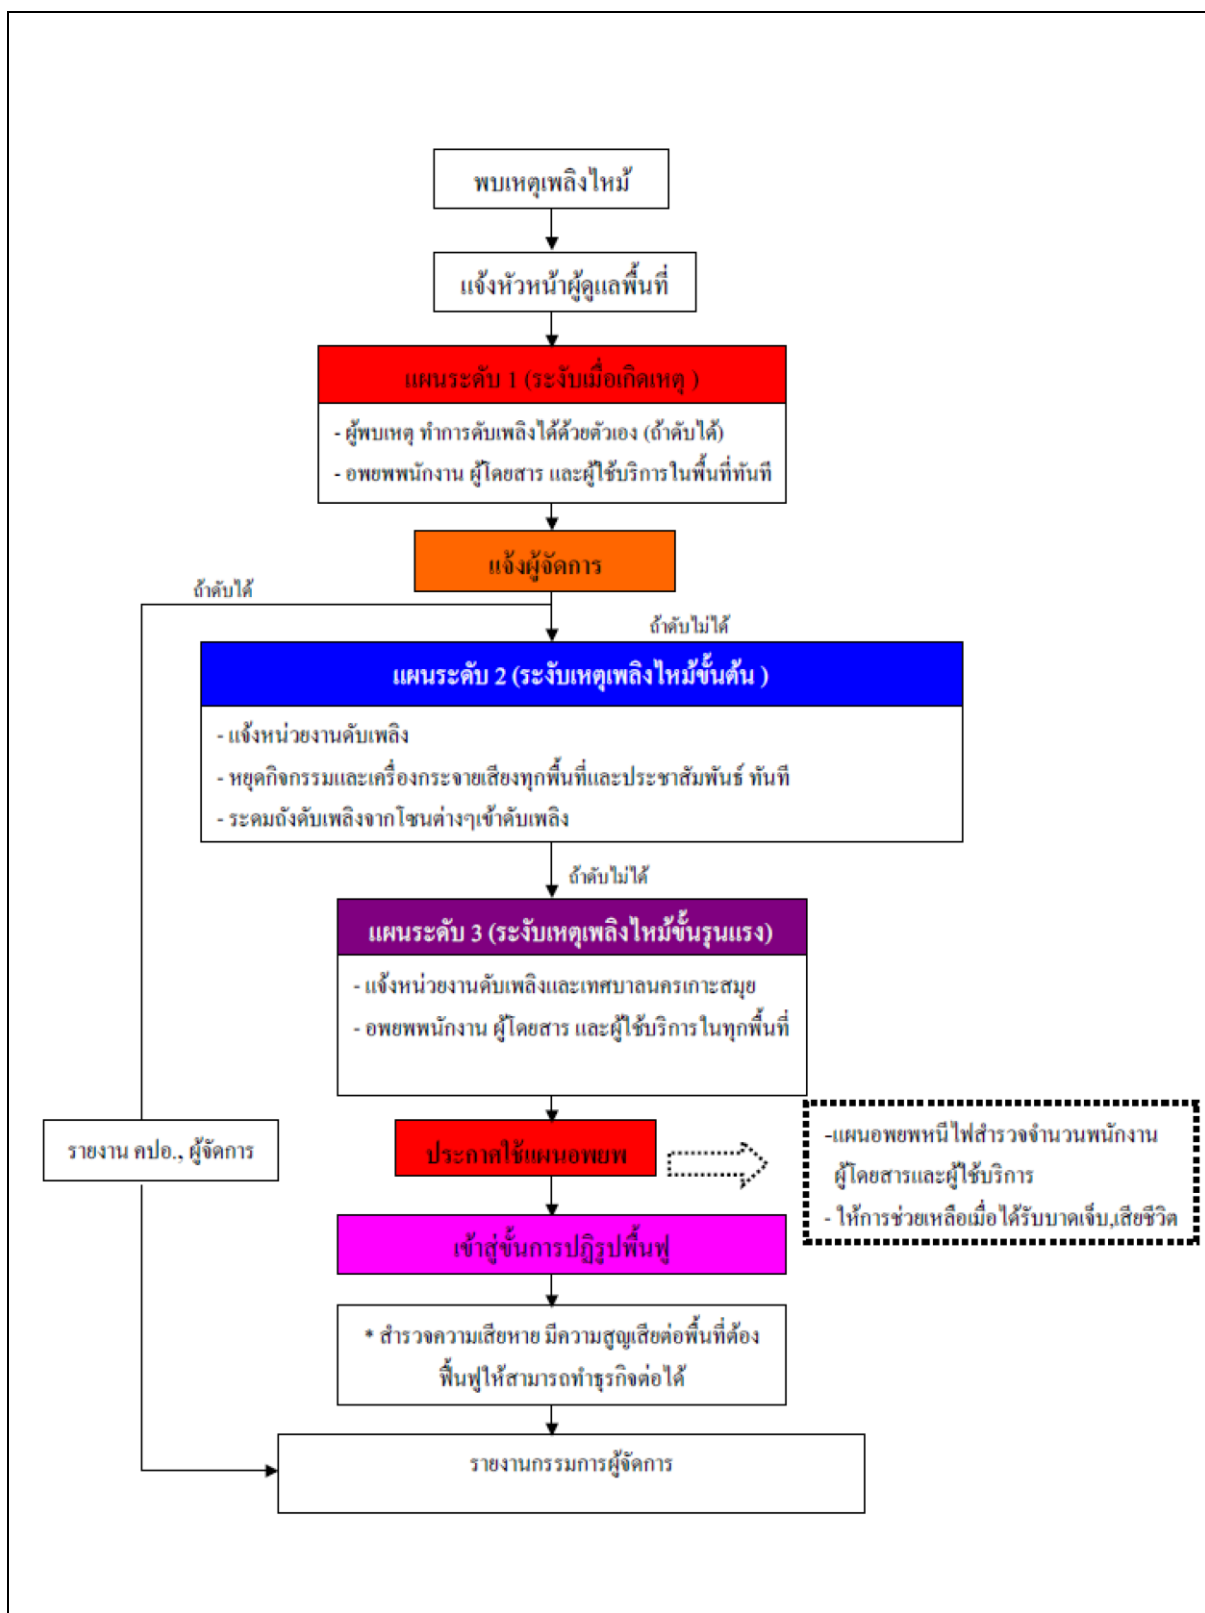 พบเหตุเพลิงไหม้
แจ้งหัวหน้าผู้ดูแลพื้นที่
แผนระดับ 1 (ระงับเมื่อเกิดเหตุ )
- ผู้พบเหตุ ทำการดับเพลิงได้ด้วยตัวเอง (ถ้าดับได้)
- อพยพพนักงาน ผู้โดยสาร และผู้ใช้บริการในพื้นที่ทันที
แจ้งผู้จัดการ
ถ้าดับได้
ถ้าดับไม่ได้
แผนระดับ 2 (ระงับเหตุเพลิงไหม้ขั้นต้น )
- แจ้งหน่วยงานดับเพลิง
- หยุดกิจกรรมและเครื่องกระจายเสียงทุกพื้นที่และประชาสัมพันธ์ ทันที
- ระดมถังดับเพลิงจากโซนต่างๆเข้าดับเพลิง
ถ้าดับไม่ได้
แผนระดับ 3 (ระงับเหตุเพลิงไหม้ขั้นรุนแรง)
- แจ้งหน่วยงานดับเพลิงและเทศบาลนครเกาะสมุย
- อพยพพนักงาน ผู้โดยสาร และผู้ใช้บริการในทุกพื้นที่
รายงาน คปอ., ผู้จัดการ
ประกาศใช้แผนอพยพ
-แผนอพยพหนีไฟสำรวจจำนวนพนักงาน
ผู้โดยสารและผู้ใช้บริการ
- ให้การช่วยเหลือเมื่อได้รับบาดเจ็บ,เสียชีวิต
เข้าสู่ขั้นการปฏิรูปพื้นฟู
* สำรวจความเสียหาย มีความสูญเสียต่อพื้นที่ต้อง
ฟื้นฟูให้สามารถทำธุรกิจต่อได้
รายงานกรรมการผู้จัดการ